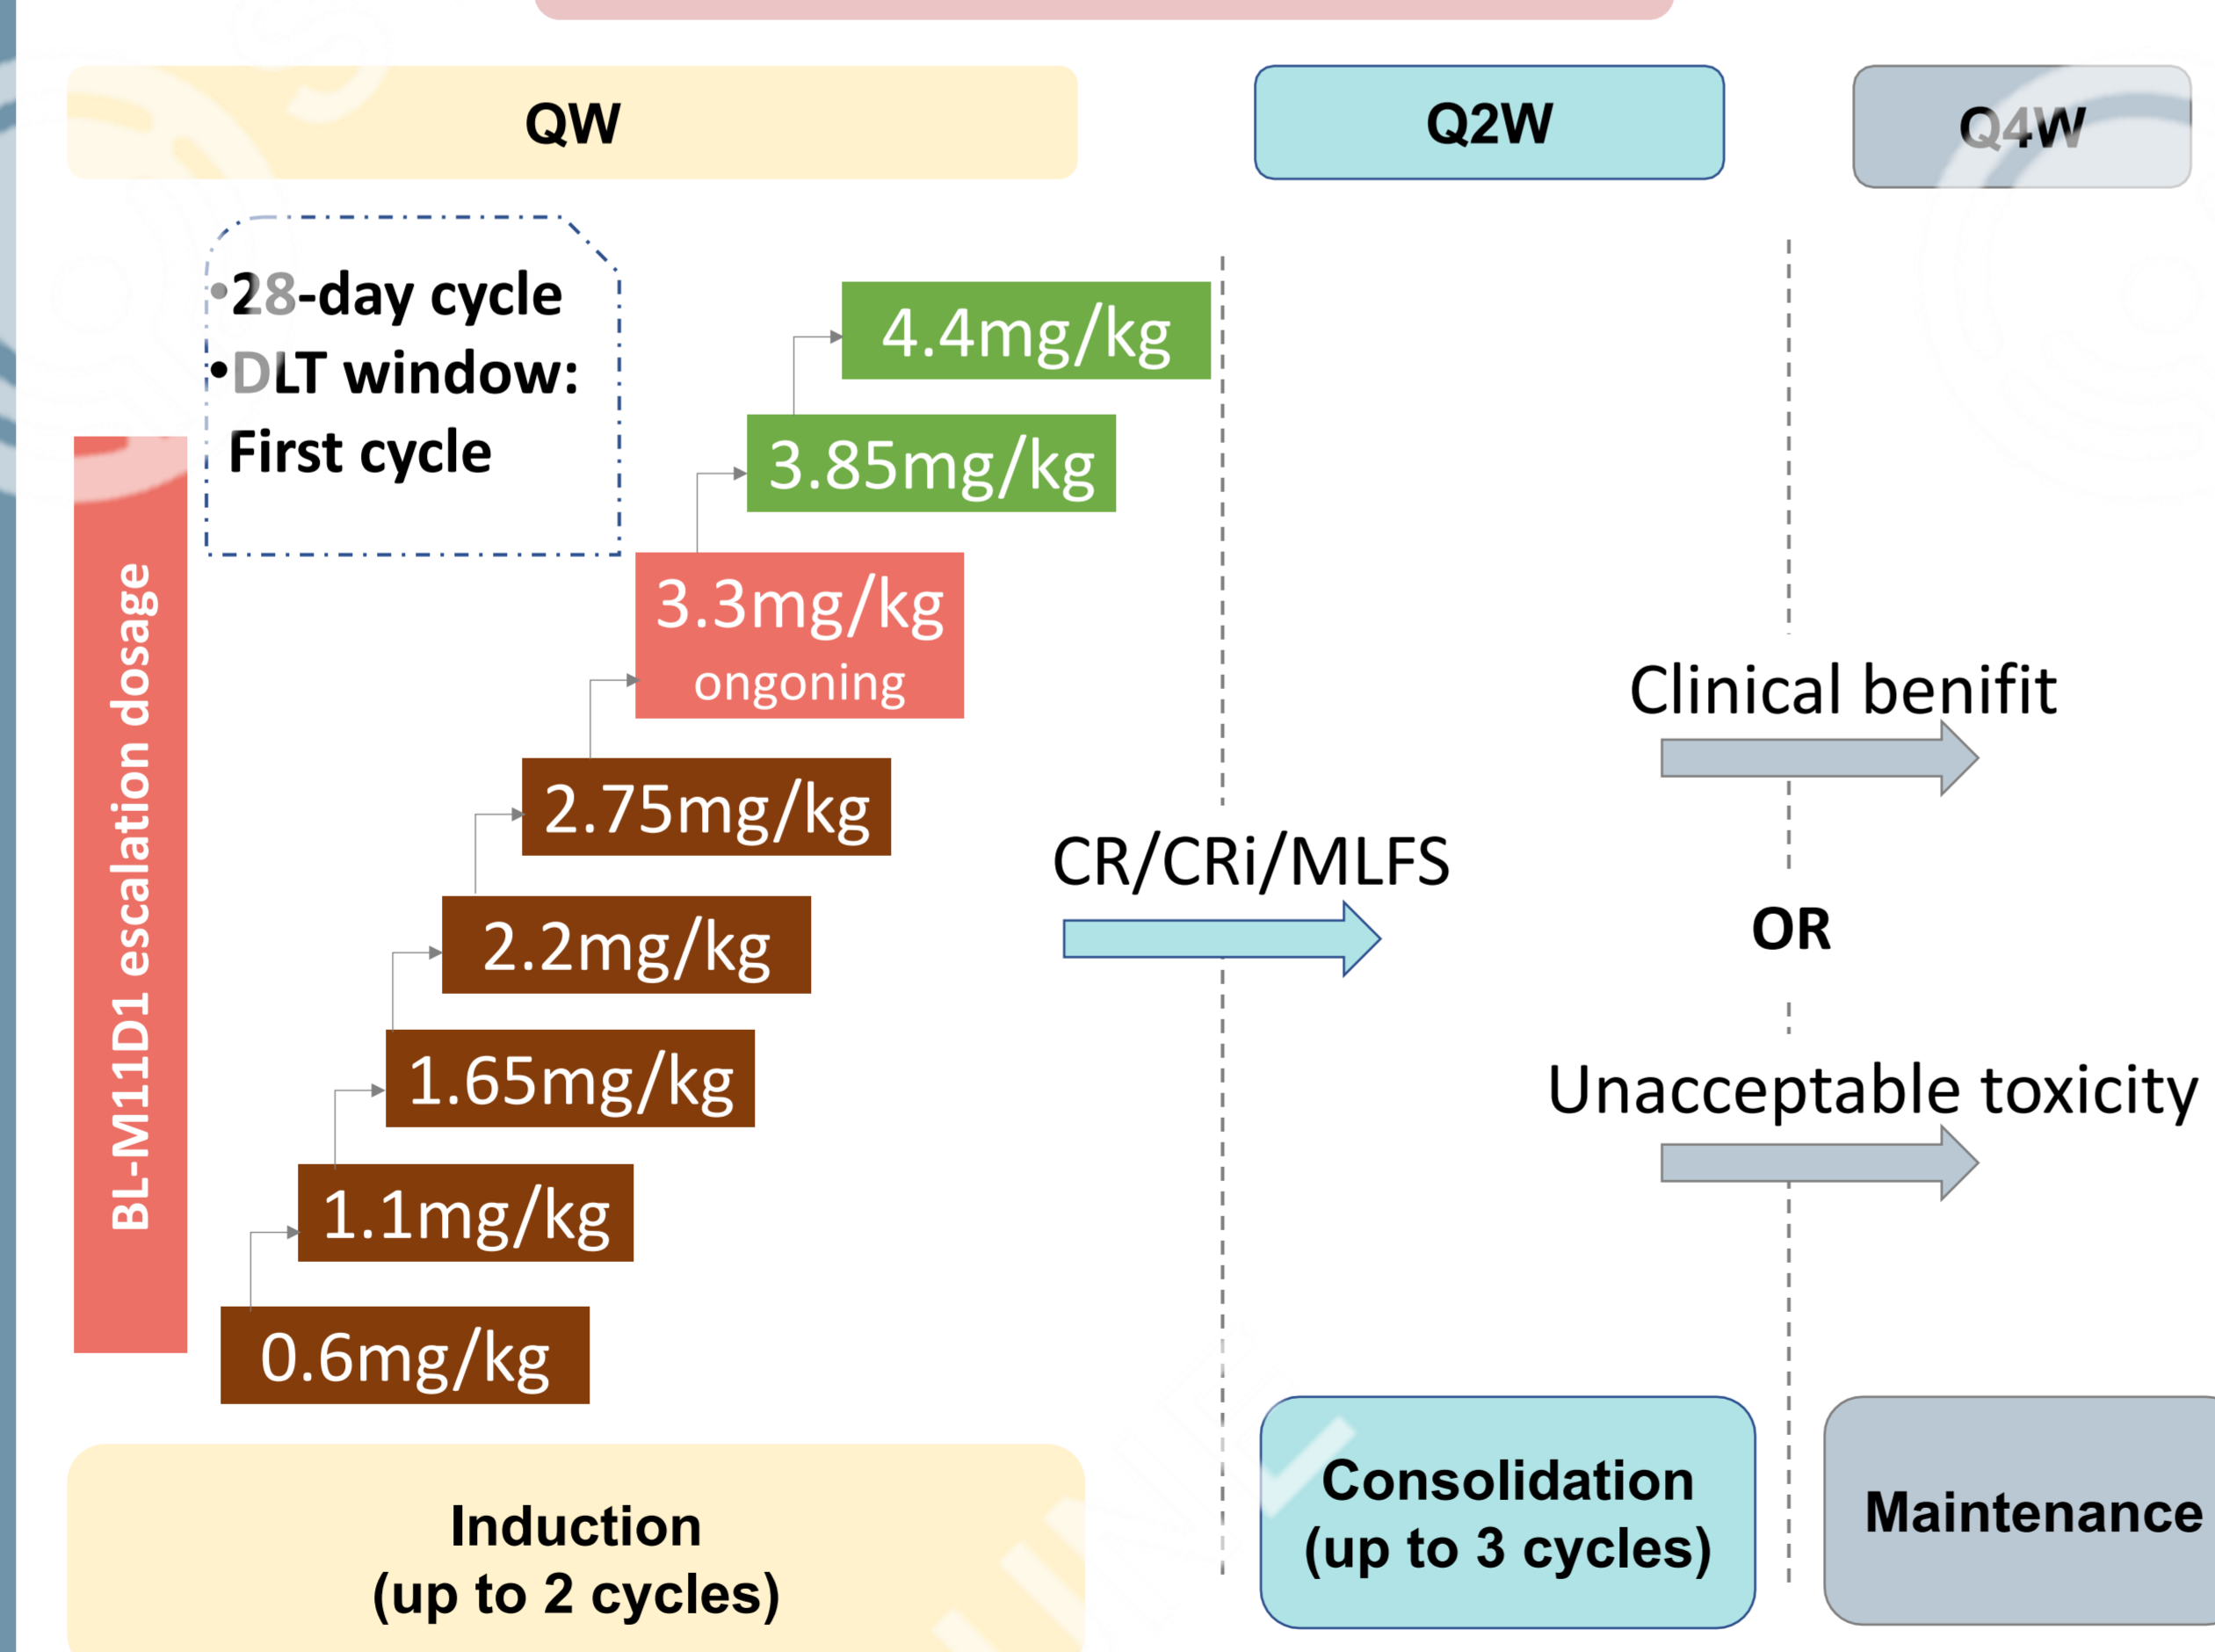 QW
Q2W
Q4W
•28-day cycle
•DLT window:
First cycle
4.4mg/kg
3.85mg/kg
3.3mg/kg
ongoning
2.75mg/kg
2.2mg/kg
1.65mg/kg
1.1mg/kg
0.6mg/kg
BL-M11D1 escalation dosage
CR/CRi/MLFS
Clinical benifit
OR
Unacceptable toxicity
Induction
(up to 2 cycles)
Consolidation
(up to 3 cycles)
Maintenance